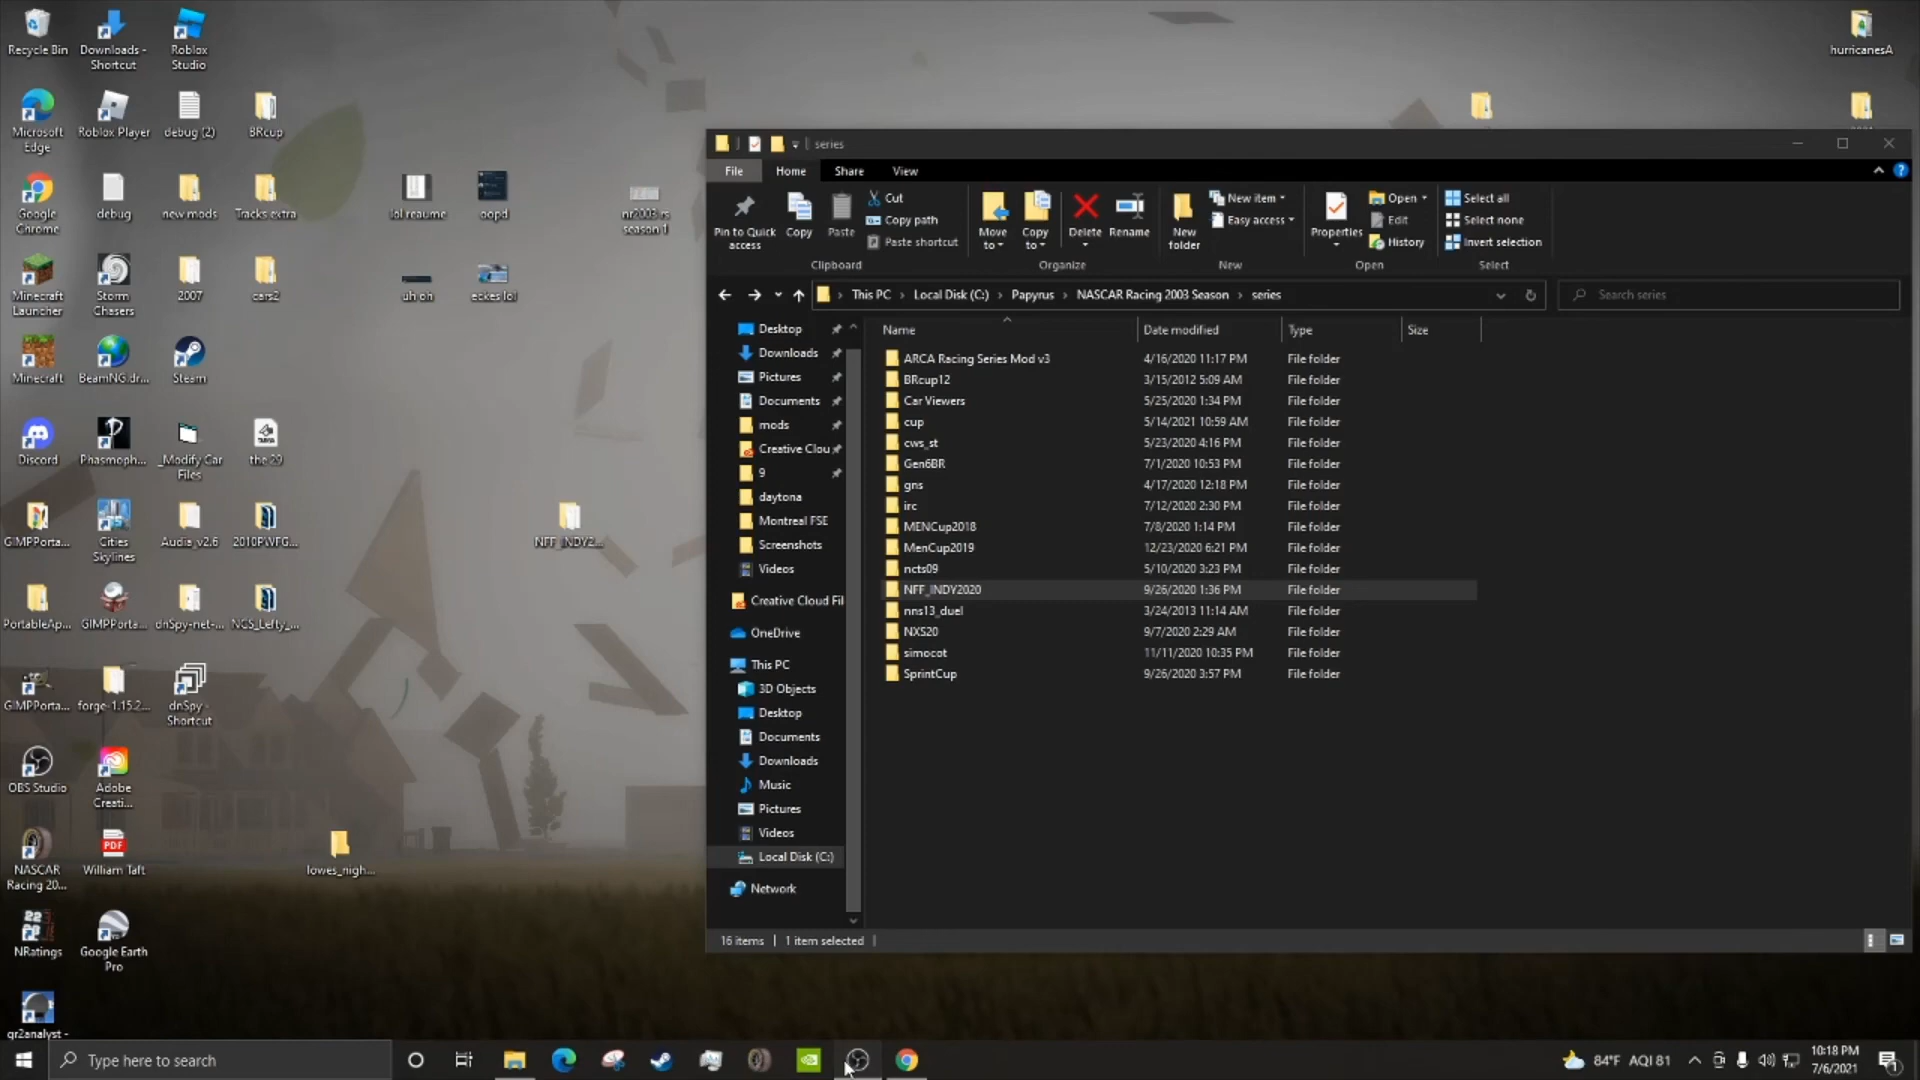 Recycle Bin
Downloads - Shortcut
Roblox Studio
hurricanesA
Microsoft Edge
Roblox Player
debug (2)
BRcup
Google Chrome
debug
new mods
Tracks extra
lol reaume
oopd
nr2003 rs season 1
Minecraft Launcher
Storm Chasers
2007
cars2
uh oh
eckes lol
Minecraft
BeamNG.dr...
Steam
Discord
Phasmoph...
_Modify Car Files
the 29
GIMPPorta...
Cities Skylines
Audia_v2.6
2010PWFG...
NFF_INDY2...
PortableAp...
GIMPPorta...
dnSpy-net-...
NCS_Lefty_...
GIMPPorta...
forge-1.15.2...
dnSpy - Shortcut
OBS Studio
Adobe Creati...
NASCAR Racing 20...
William Taft
lowes_nigh...
NRatings
Google Earth Pro
gr2analyst -
series
File
Home
Share
View
Pin to Quick access
Copy
Paste
Cut
Copy path
Paste shortcut
Clipboard
Move to
Copy to
Delete
Rename
Organize
New folder
New item
Easy access
New
Properties
Open
Edit
History
Open
Select all
Select none
Invert selection
Select
This PC
Local Disk (C:)
Papyrus
NASCAR Racing 2003 Season
series
Search series
Desktop
Downloads
Pictures
Documents
mods
Creative Clou
9
daytona
Montreal FSE
Screenshots
Videos
Creative Cloud Fil
OneDrive
This PC
3D Objects
Desktop
Documents
Downloads
Music
Pictures
Videos
Local Disk (C:)
Network
Name Date modified Type Size
ARCA Racing Series Mod v3 4/16/2020 11:17 PM File folder
BRcup12 3/15/2012 5:09 AM File folder
Car Viewers 5/25/2020 1:34 PM File folder
cup 5/14/2021 10:59 AM File folder
cws_st 5/23/2020 4:16 PM File folder
Gen6BR 7/1/2020 10:53 PM File folder
gns 4/17/2020 12:18 PM File folder
irc 7/12/2020 2:30 PM File folder
MENCup2018 7/8/2020 1:14 PM File folder
MenCup2019 12/23/2020 6:21 PM File folder
ncts09 5/10/2020 3:23 PM File folder
NFF_INDY2020 9/26/2020 1:36 PM File folder
nns13_duel 3/24/2013 11:14 AM File folder
NXS20 9/7/2020 2:29 AM File folder
simocot 11/11/2020 10:35 PM File folder
SprintCup 9/26/2020 3:57 PM File folder
16 items
1 item selected
Type here to search
84°F AQI 81
10:18 PM
7/6/2021